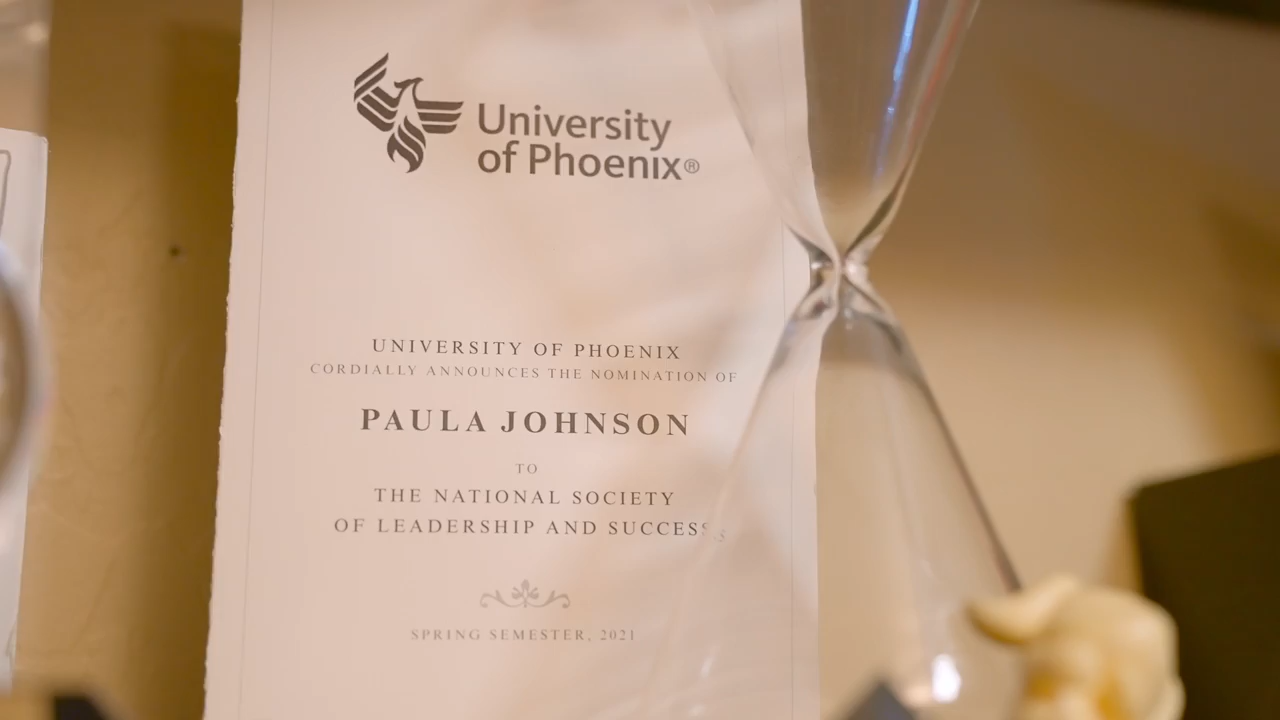 University
of Phoenix®
UNIVERSITY OF PHOENIX
CORDIALLY ANNOUNCES THE NOMINATION OF
PAULA JOHNSON
TO
THE NATIONAL SOCIETY
OF LEADERSHIP AND SUCCESS
SPRING SEMESTER, 2021